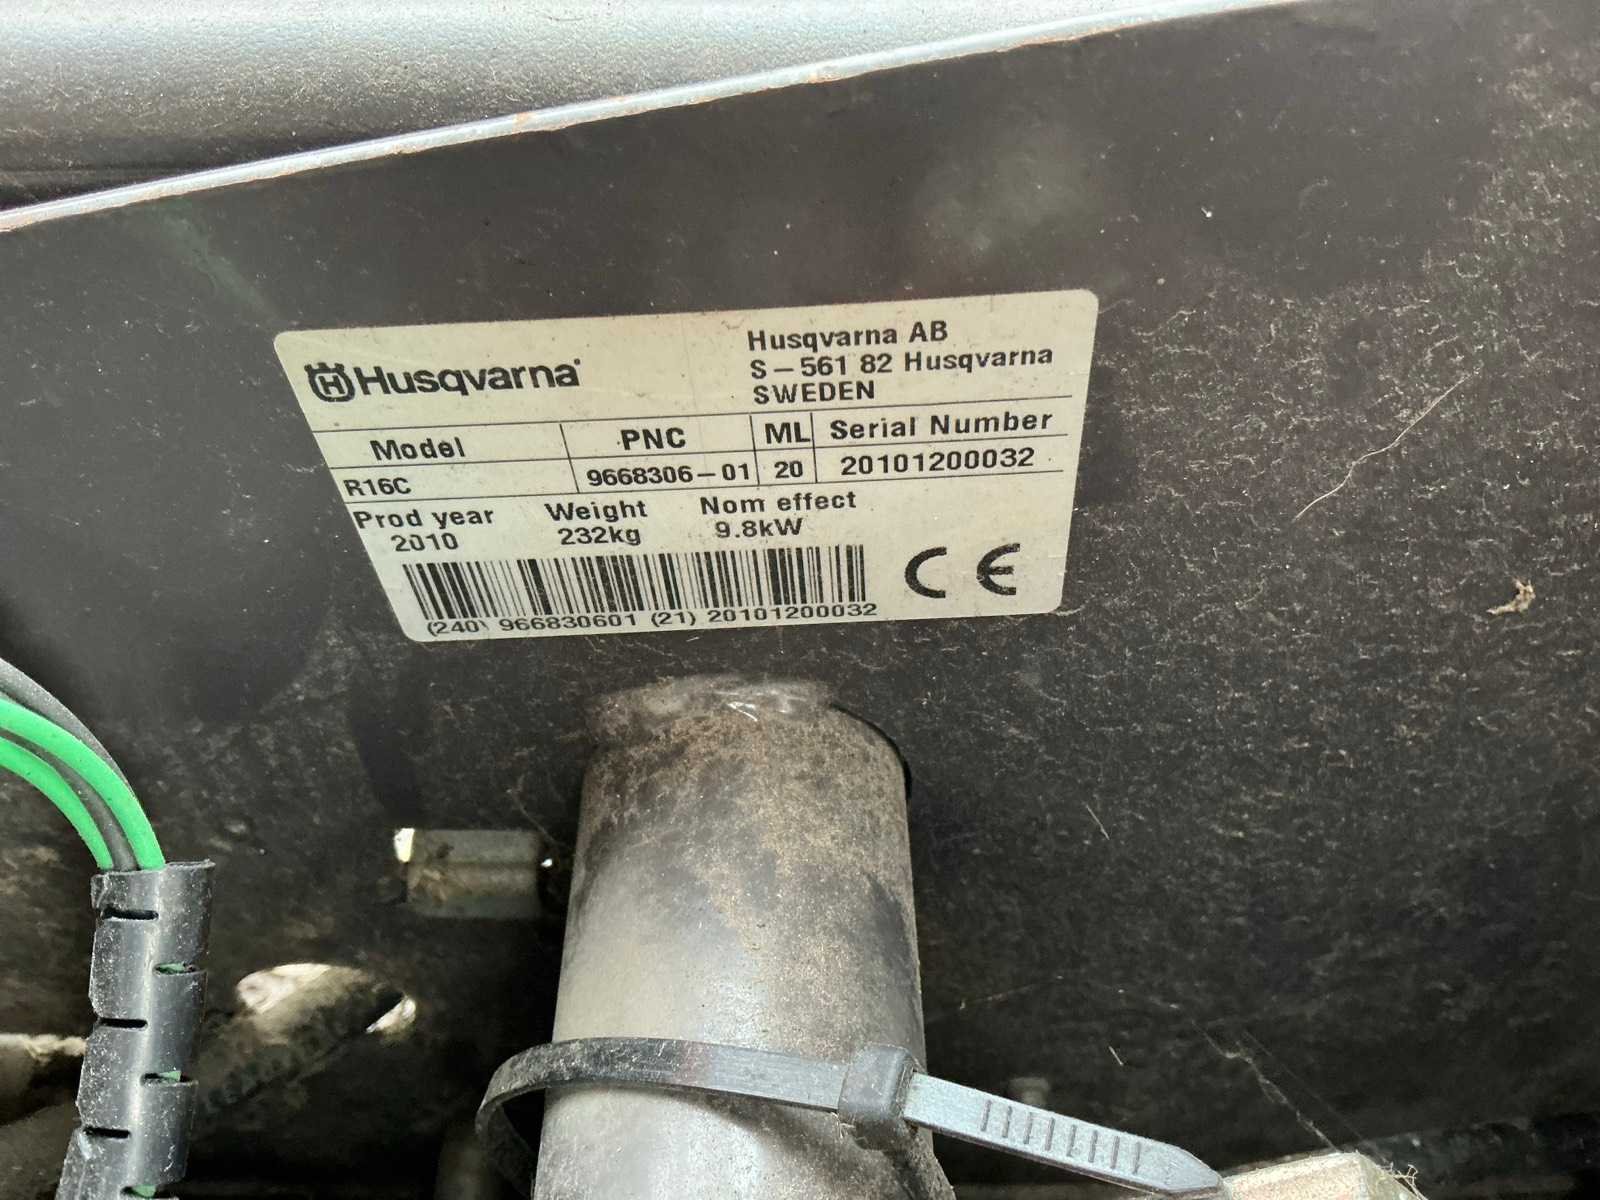 Husqvarna
Husqvarna AB
S-561 82 Husqvarna
SWEDEN
Model PNC ML Serial Number
R16C 9668306-01 20 20101200032
Prod year Weight Nom effect
2010 232kg 9.8kW
CE
(240) 966830601 (21) 20101200032